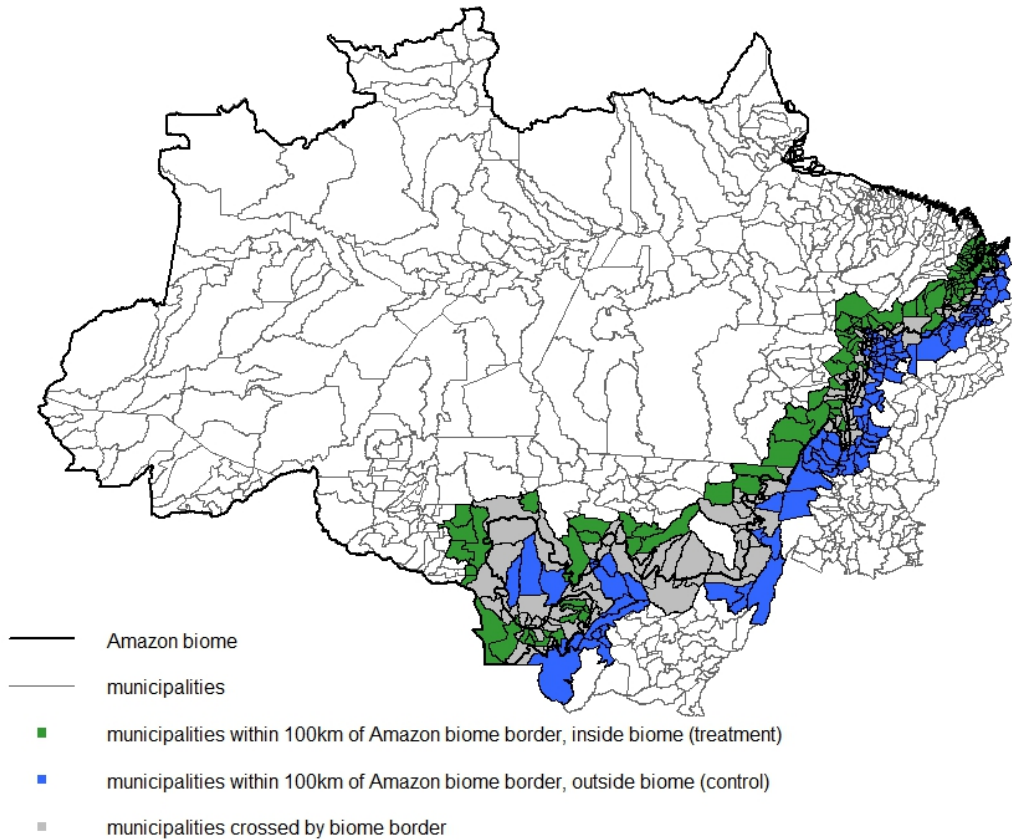 Amazon biome
municipalities
municipalities within 100km of Amazon biome border, inside biome (treatment)
municipalities within 100km of Amazon biome border, outside biome (control)
municipalities crossed by biome border